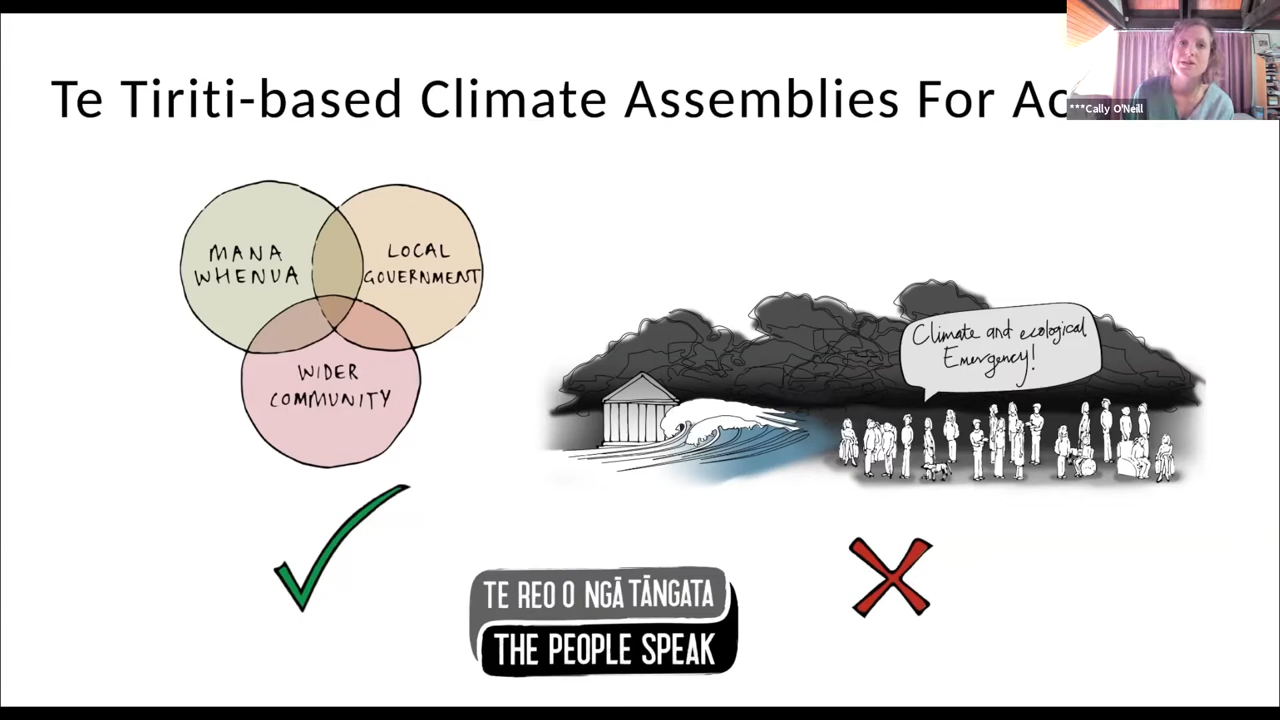 Te Tiriti-based Climate Assemblies For
***Cally O'Neill
MANA
WHENUA
LOCAL
GOVERNMENT
WIDER
COMMUNITY
Climate and ecological
Emergency!
TE REO O NGĀ TĀNGATA
THE PEOPLE SPEAK